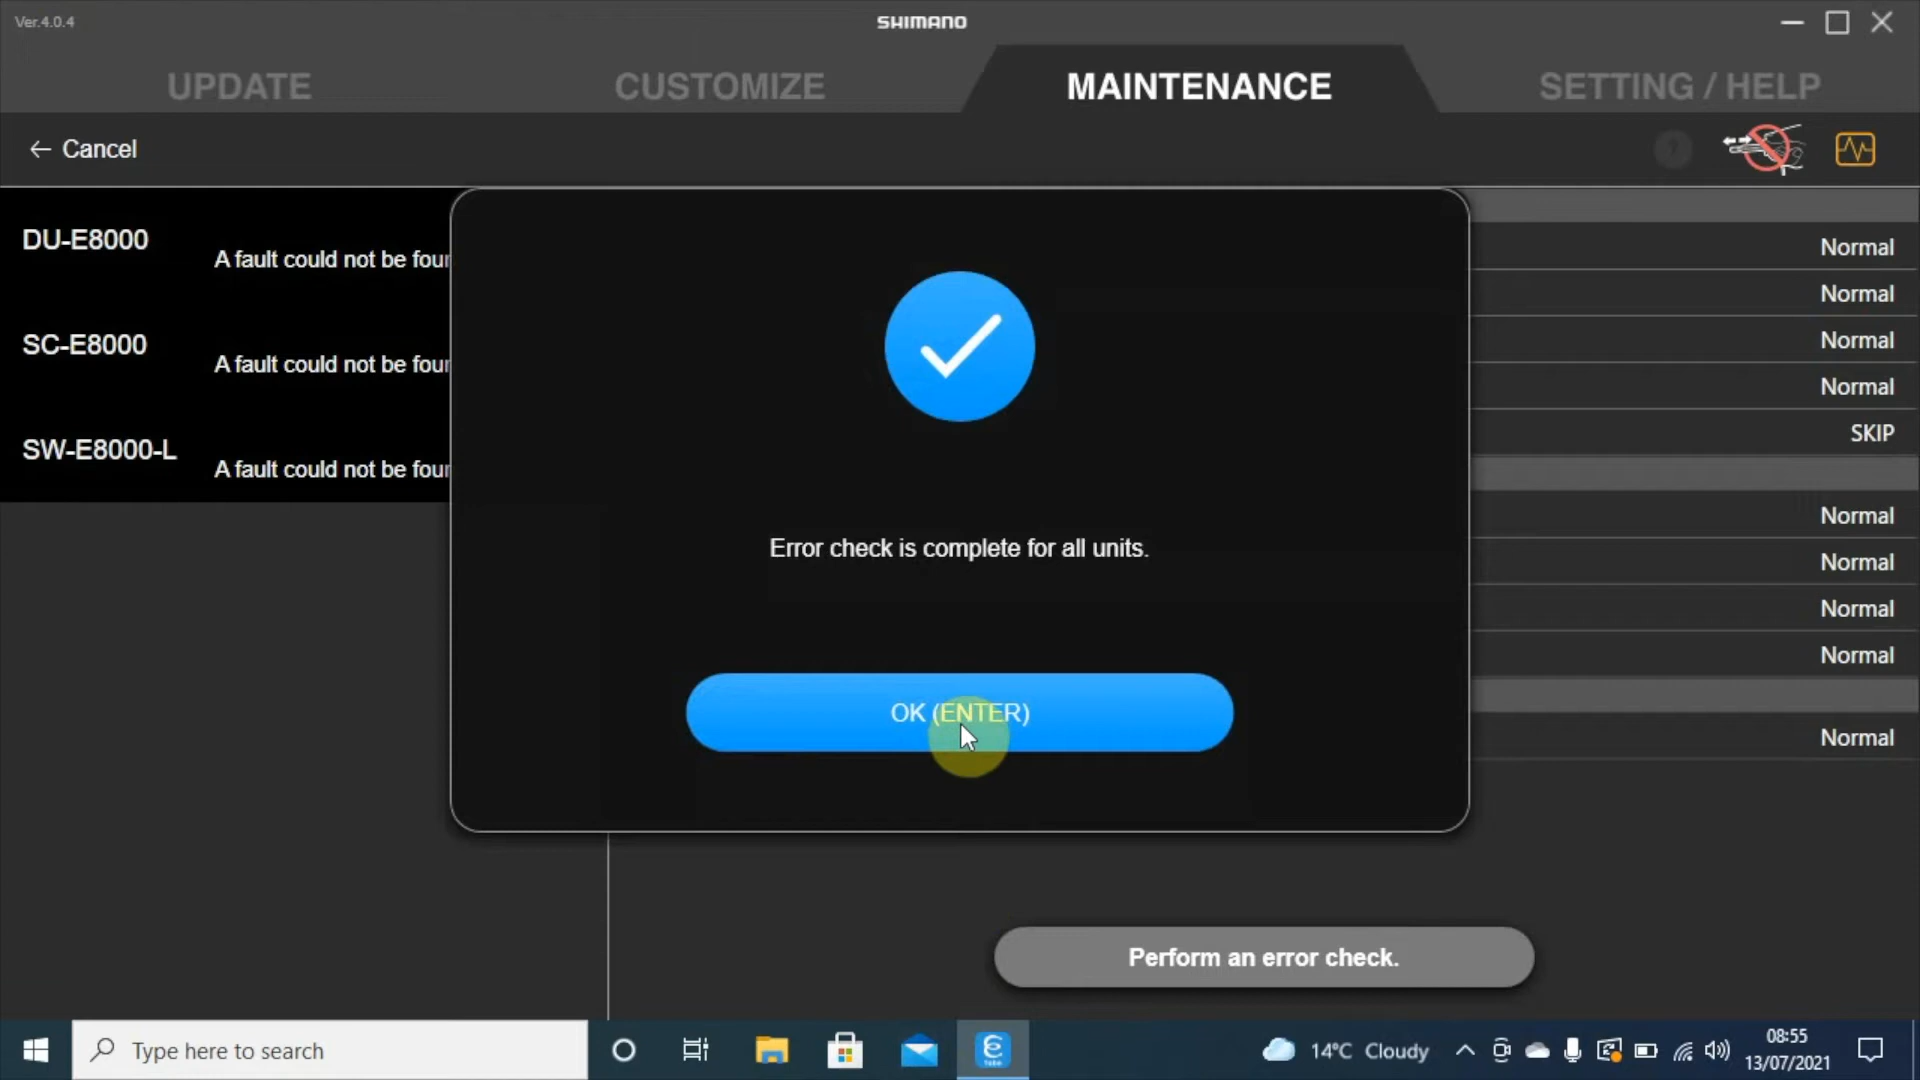 Ver.4.0.4
SHIMANO
UPDATE
CUSTOMIZE
MAINTENANCE
SETTING / HELP
← Cancel
DU-E8000
A fault could not be
SC-E8000
A fault could not be
SW-E8000-L
A fault could not be
Error check is complete for all units.
OK (ENTER)
Normal
Normal
Normal
Normal
SKIP
Normal
Normal
Normal
Normal
Normal
Perform an error check.
Type here to search
14°C Cloudy
08:55
13/07/2021